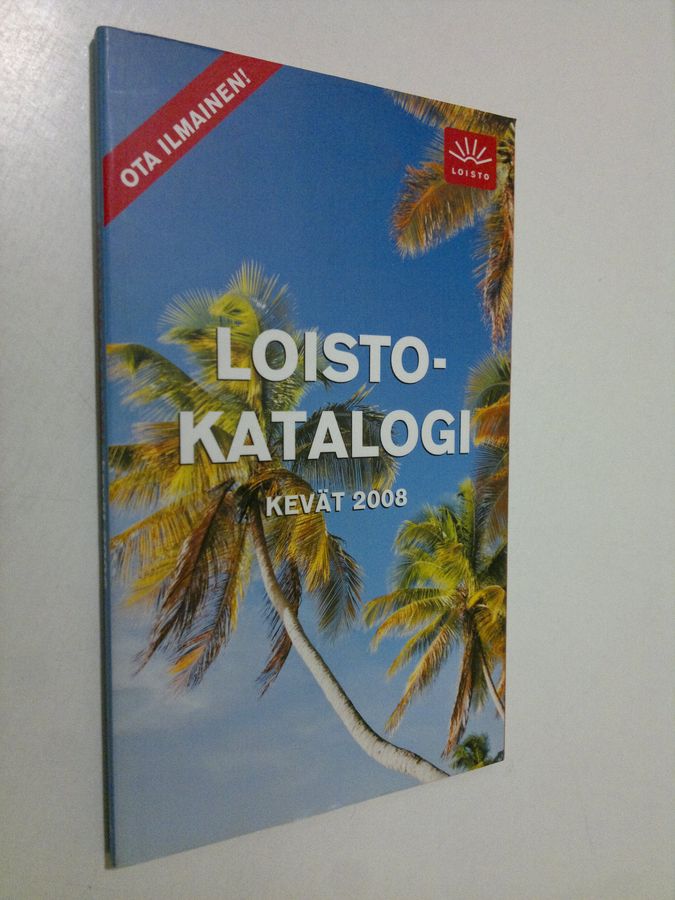 OTA ILMAINEN!
LOISTO
LOISTO-
KATALOGI
KEVÄT 2008